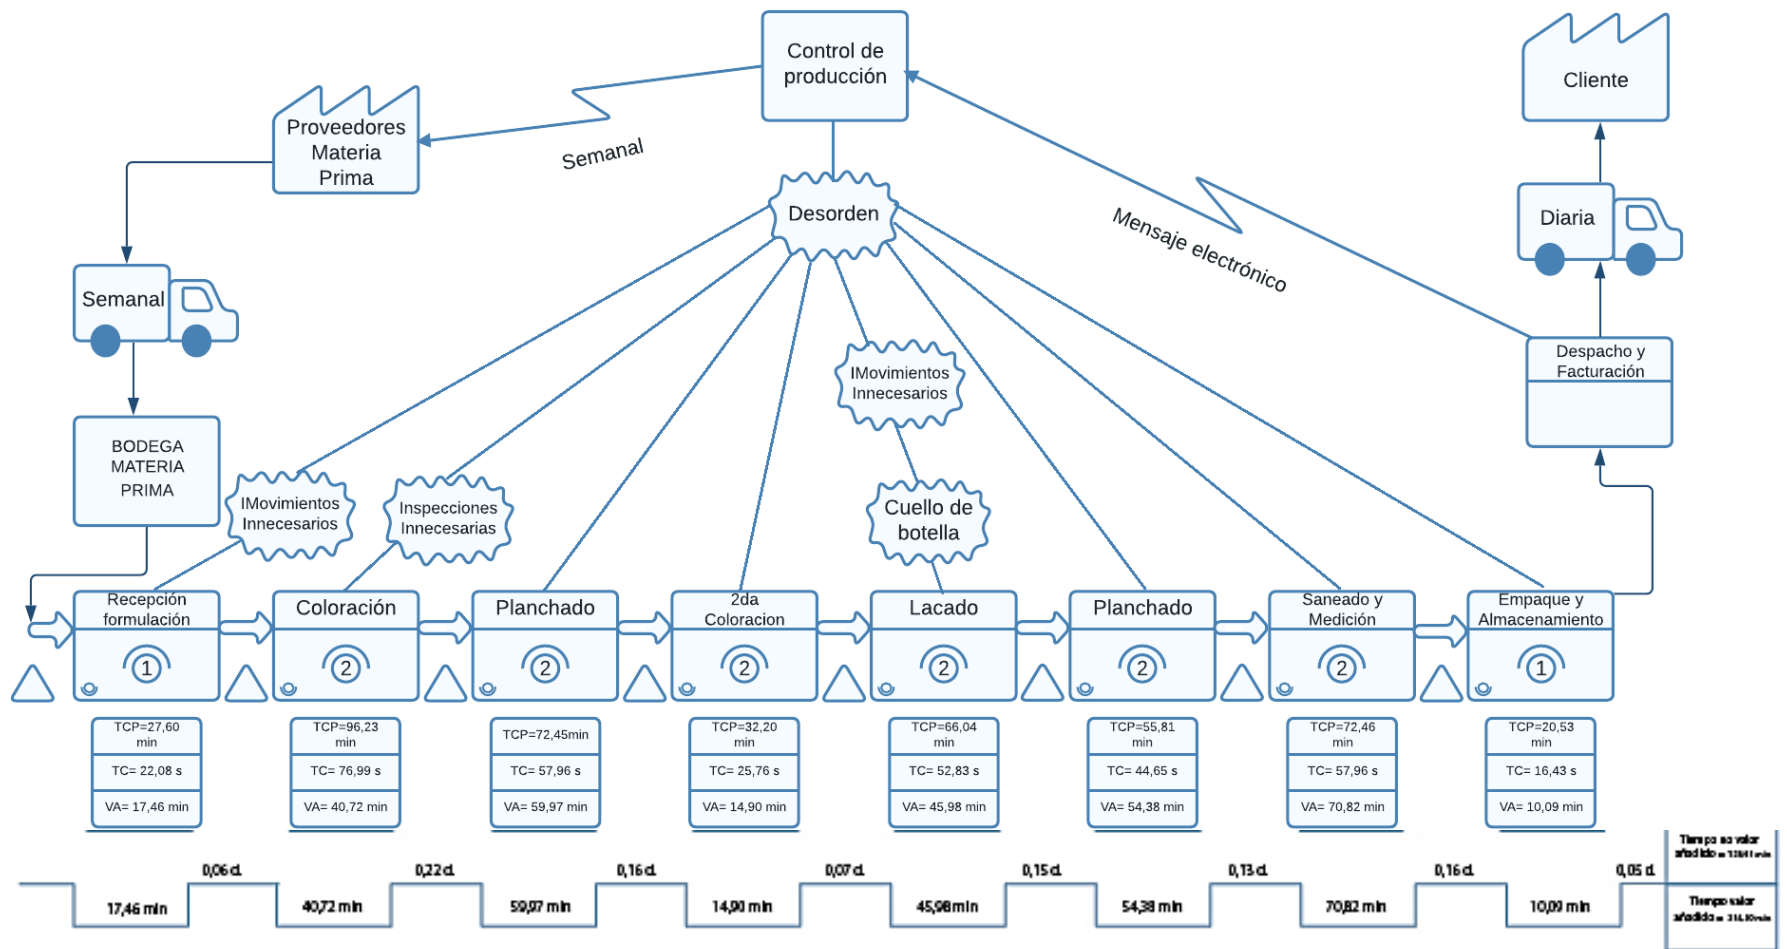 Control de
producción
Cliente
Proveedores
Materia
Prima
Semanal
Desorden
Mensaje electrónico
Diaria
Semanal
Despacho y
Facturación
IMovimientos
Innecesarios
BODEGA
MATERIA
PRIMA
IMovimientos
Innecesarios
Inspecciones
Innecesarias
Cuello de
botella
Recepción
formulación
Coloración
Planchado
2da
Coloracion
Lacado
Planchado
Saneado y
Medición
Empaque y
Almacenamiento
1
2
2
2
2
2
2
1
TCP=27,60
min
TC= 22,08 s
VA= 17,46 min
TCP=96,23
min
TC= 76,99 s
VA= 40,72 min
TCP=72,45min
TC= 57,96 s
VA= 59,97 min
TCP=32,20
min
TC= 25,76 s
VA= 14,90 min
TCP=66,04
min
TC= 52,83 s
VA= 45,98 min
TCP=55,81
min
TC= 44,65 s
VA= 54,38 min
TCP=72,46
min
TC= 57,96 s
VA= 70,82 min
TCP=20,53
min
TC= 16,43 s
VA= 10,09 min
0,06 d.
0,22 d.
0,16 d.
0,07 d.
0,15 d.
0,13 d.
0,16 d.
0,05 d.
17,46 min
40,72 min
59,97 min
14,90 min
45,98min
54,38 min
70,82 min
10,09 min
Tiempo no valor
añadido =
Tiempo valor
añadido =